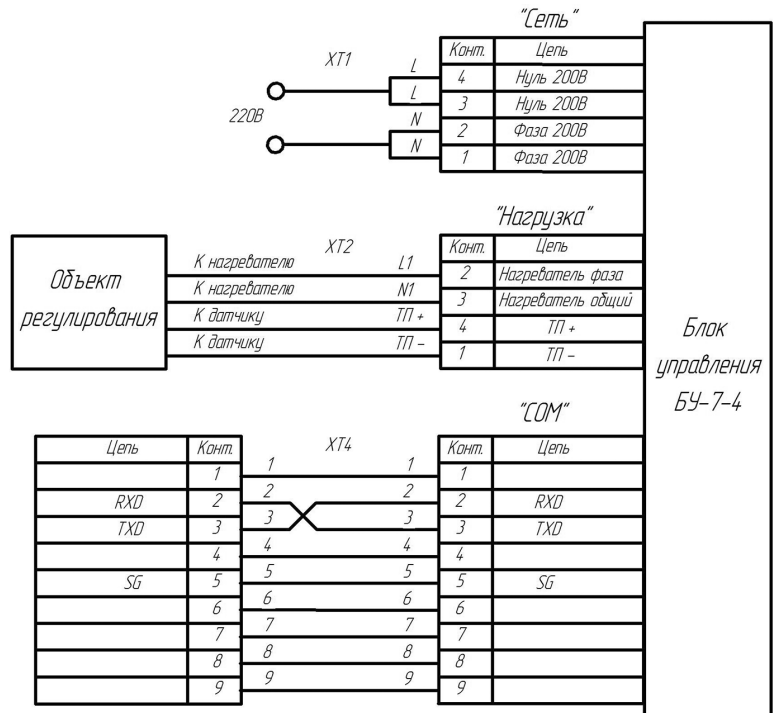 "Сеть"
ХТ1
Конт. Цепь
L 4 Нуль 200В
L 3 Нуль 200В
220В
N 2 Фаза 200В
N 1 Фаза 200В
"Нагрузка"
ХТ2
Конт. Цепь
Объект
регулирования
К нагревателю L1 2 Нагреватель фаза
К нагревателю N1 3 Нагреватель общий
К датчику ТП + 4 ТП +
К датчику ТП – 1 ТП –
Блок
управления
БУ–7–4
"СОМ"
Цепь Конт. ХТ4 Конт. Цепь
1 1 1 1
RXD 2 2 2 2 RXD
TXD 3 3 3 3 TXD
4 4 4 4
SG 5 5 5 5 SG
6 6 6 6
7 7 7 7
8 8 8 8
9 9 9 9